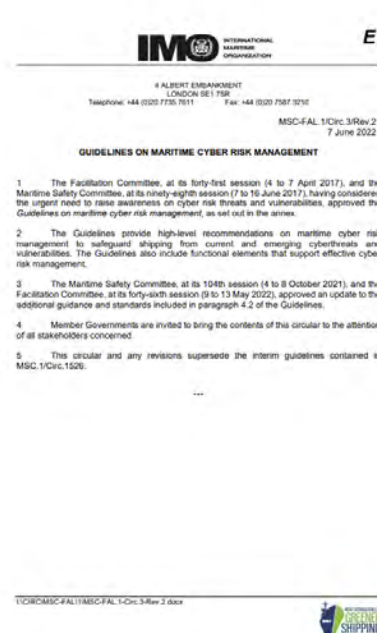 E
IMO INTERNATIONAL
MARITIME
ORGANIZATION
4 ALBERT EMBANKMENT
LONDON SE1 7SR
Telephone: +44 (0)20 7735 7611 Fax: +44 (0)20 7587 3210
MSC-FAL.1/Circ.3/Rev.2
7 June 2022
GUIDELINES ON MARITIME CYBER RISK MANAGEMENT
1 The Facilitation Committee, at its forty-first session (4 to 7 April 2017), and the
Maritime Safety Committee, at its ninety-eighth session (7 to 16 June 2017), having considered
the urgent need to raise awareness on cyber risk threats and vulnerabilities, approved the
Guidelines on maritime cyber risk management, as set out in the annex.
2 The Guidelines provide high-level recommendations on maritime cyber risk
management to safeguard shipping from current and emerging cyberthreats and
vulnerabilities. The Guidelines also include functional elements that support effective cyber
risk management.
3 The Maritime Safety Committee, at its 104th session (4 to 8 October 2021), and the
Facilitation Committee, at its forty-sixth session (9 to 13 May 2022), approved an update to the
additional guidance and standards included in paragraph 4.2 of the Guidelines.
4 Member Governments are invited to bring the contents of this circular to the attention
of all stakeholders concerned.
5 This circular and any revisions supersede the interim guidelines contained in
MSC.1/Circ.1526.
***
I:\CIRC\MSC-FAL\1\MSC-FAL.1-Circ.3-Rev.2.docx
GREENER
SHIPPING